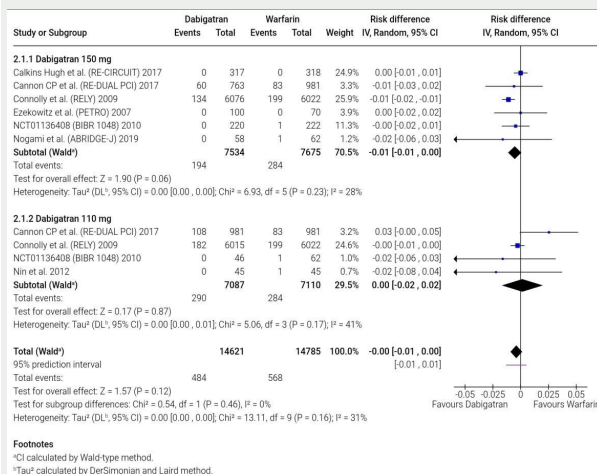 Dabigatran Warfarin Risk difference Risk difference
Study or Subgroup Events Total Events Total Weight IV, Random, 95% CI IV, Random, 95% CI
2.1.1 Dabigatran 150 mg
Calkins Hugh et al. (RE-CIRCUIT) 2017 0 317 0 318 24.9% 0.00 [-0.01 , 0.01]
Cannon CP et al. (RE-DUAL PCI) 2017 60 763 83 981 -0.01 [-0.03 , 0.02]
Connolly et al. (RELY) 2009 134 6076 199 6022 25.9% -0.01 [-0.02 , -0.01]
Ezekowitz et al. (PETRO) 2007 0 100 0 70 0.00 [-0.02 , 0.02]
NCT01136408 (BIBR 1048) 2010 0 220 1 222 11.3% -0.00 [-0.02 , 0.01]
Nogami et al. (ABRIDGE-J) 2019 0 58 1 62 -0.02 [-0.06 , 0.03]
Subtotal (Waldª) 7534 7675 70.5% -0.01 [-0.01 , 0.00]
Total events: 194 284
Test for overall effect: Z = 1.90 (P = 0.06)
Heterogeneity: Tau² (DLᵇ, 95% CI) = 0.00 [0.00 , 0.00]; Chi² = 6.93, df = 5 (P = 0.23); I² = 28%
2.1.2 Dabigatran 110 mg
Cannon CP et al. (RE-DUAL PCI) 2017 108 981 83 981 3.2% 0.03 [-0.00 , 0.05]
Connolly et al. (RELY) 2009 182 6015 199 6022 24.6% -0.00 [-0.01 , 0.00]
NCT01136408 (BIBR 1048) 2010 0 46 1 62 -0.02 [-0.06 , 0.03]
Nin et al. 2012 0 45 1 45 0.7% -0.02 [-0.08 , 0.04]
Subtotal (Waldª) 7087 7110 29.5% 0.00 [-0.02 , 0.02]
Total events: 290 284
Test for overall effect: Z = 0.17 (P = 0.87)
Heterogeneity: Tau² (DLᵇ, 95% CI) = 0.00 [0.00 , 0.01]; Chi² = 5.06, df = 3 (P = 0.17); I² = 41%
Total (Waldª) 14621 14785 100.0% -0.00 [-0.01 , 0.00]
95% prediction interval [-0.01 , 0.01]
Total events: 484 568
Test for overall effect: Z = 1.57 (P = 0.12)
Test for subgroup differences: Chi² = 0.54, df = 1 (P = 0.46), I² = 0%
Heterogeneity: Tau² (DLᵇ, 95% CI) = 0.00 [0.00 , 0.00]; Chi² = 13.11, df = 9 (P = 0.16); I² = 31%
-0.05 -0.025 0 0.025 0.05
Favours Dabigatran Favours Warfarin
Footnotes
ªCI calculated by Wald-type method.
ᵇTau² calculated by DerSimonian and Laird method.